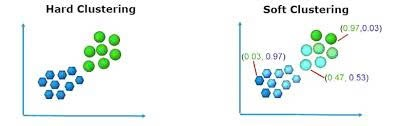 Hard Clustering
Soft Clustering
(0.97,0.03)
(0.03, 0.97)
(0.47, 0.53)